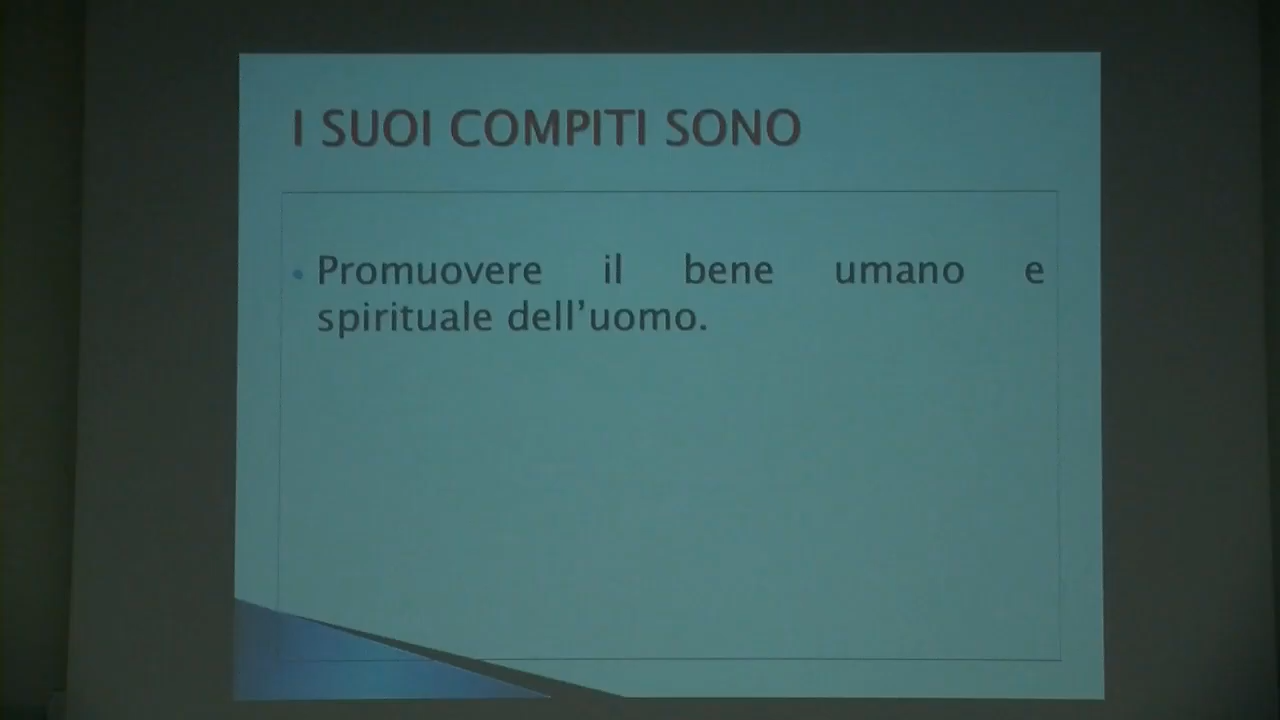 I SUOI COMPITI SONO
• Promuovere il bene umano e
spirituale dell’uomo.